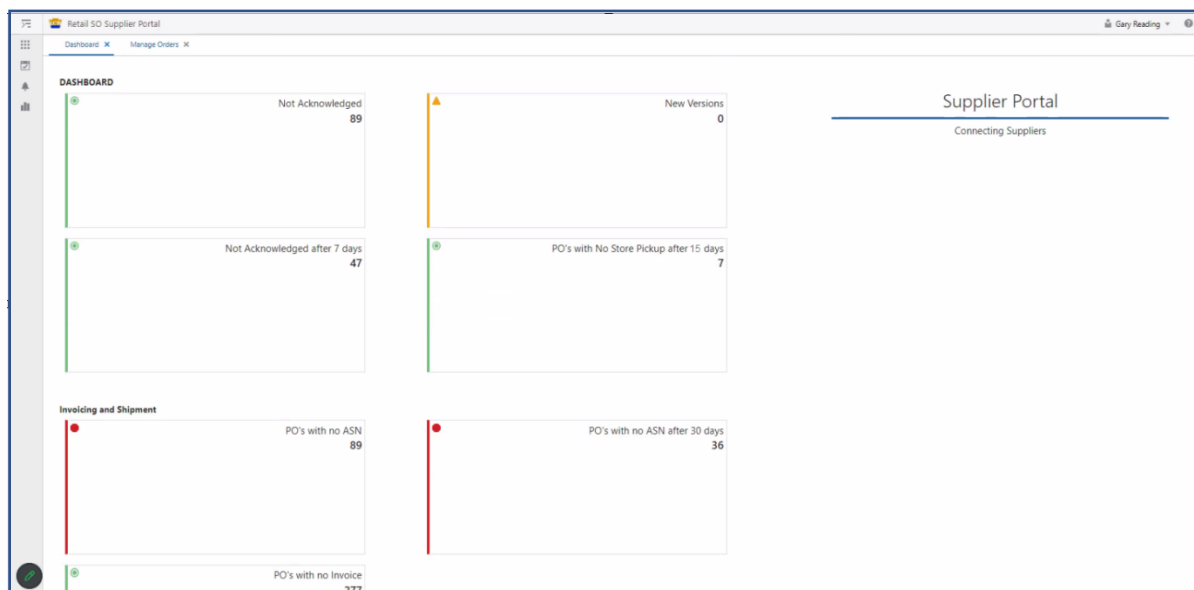 Retail SO Supplier Portal
Gary Reading
Dashboard
Manage Orders
DASHBOARD
Not Acknowledged
89
New Versions
0
Supplier Portal
Connecting Suppliers
Not Acknowledged after 7 days
47
PO's with No Store Pickup after 15 days
7
Invoicing and Shipment
PO's with no ASN
89
PO's with no ASN after 30 days
36
PO's with no Invoice